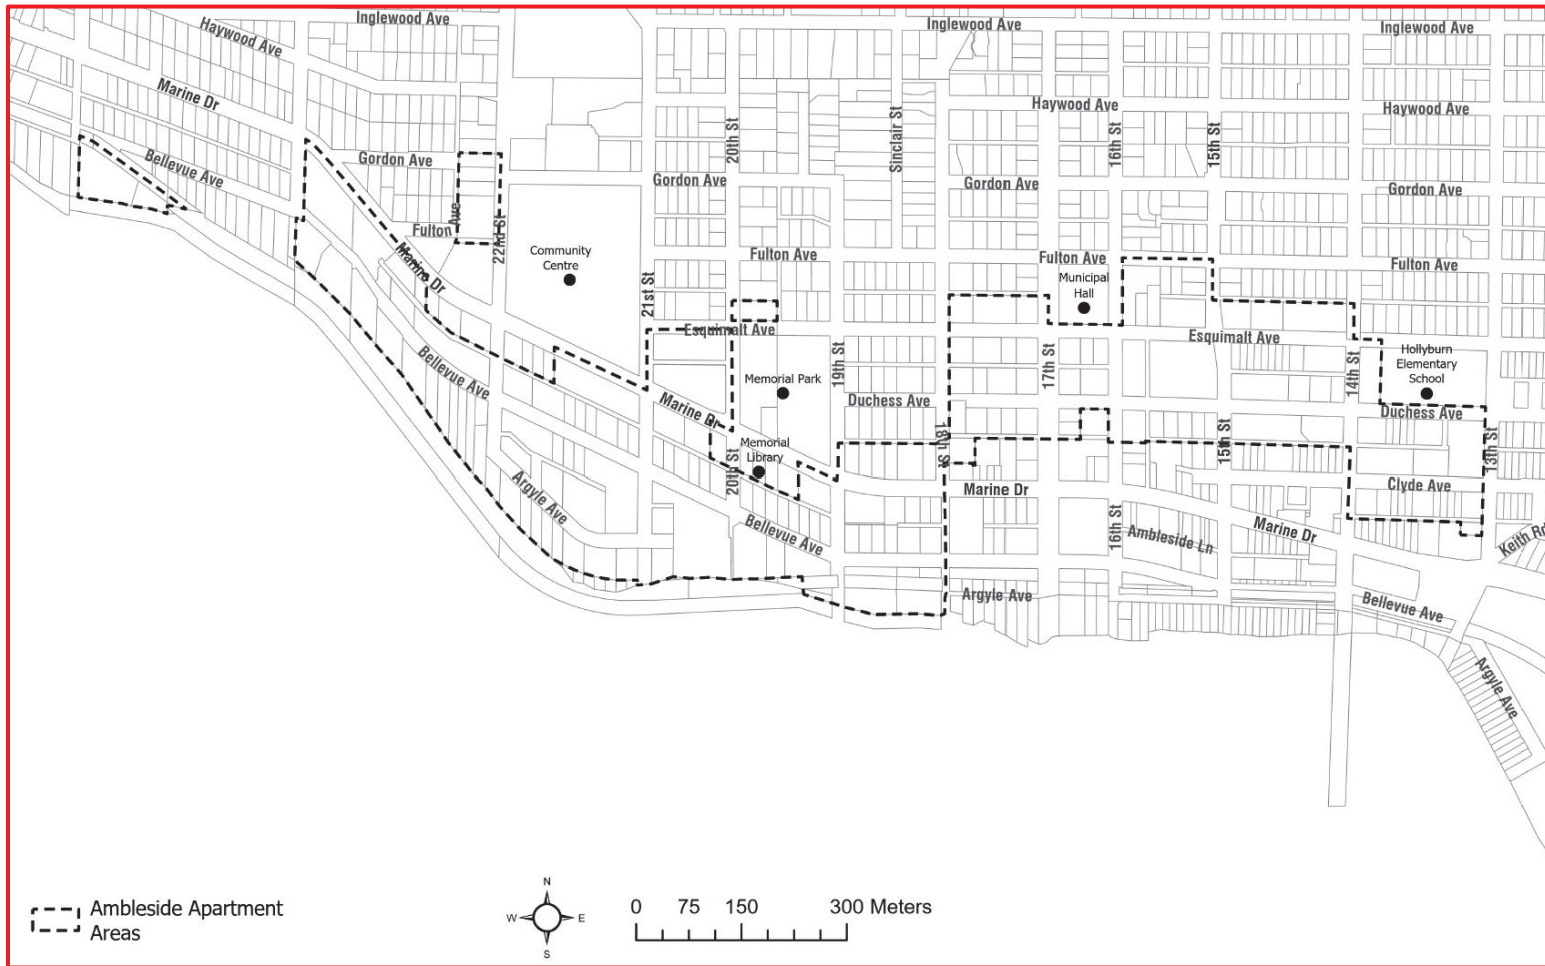 Inglewood Ave
Inglewood Ave
Inglewood Ave
Haywood Ave
Marine Dr
Haywood Ave
Haywood Ave
20th St
Sinclair St
16th St
15th St
Bellevue Ave
Gordon Ave
Gordon Ave
Gordon Ave
Gordon Ave
Fulton Ave
22nd St
Community
Centre
Fulton Ave
Fulton Ave
Fulton Ave
Marine Dr
21st St
Municipal
Hall
Esquimalt Ave
Esquimalt Ave
Bellevue Ave
19th St
17th St
14th St
Hollyburn
Elementary
School
Memorial Park
Marine Dr
Duchess Ave
Duchess Ave
Memorial
Library
20th St
18th St
15th St
13th St
Argyle Ave
Marine Dr
Clyde Ave
Bellevue Ave
16th St
Ambleside Ln
Marine Dr
Keith Rd
Argyle Ave
Bellevue Ave
Argyle Ave
Ambleside Apartment
Areas
N
W E
S
0 75 150 300 Meters